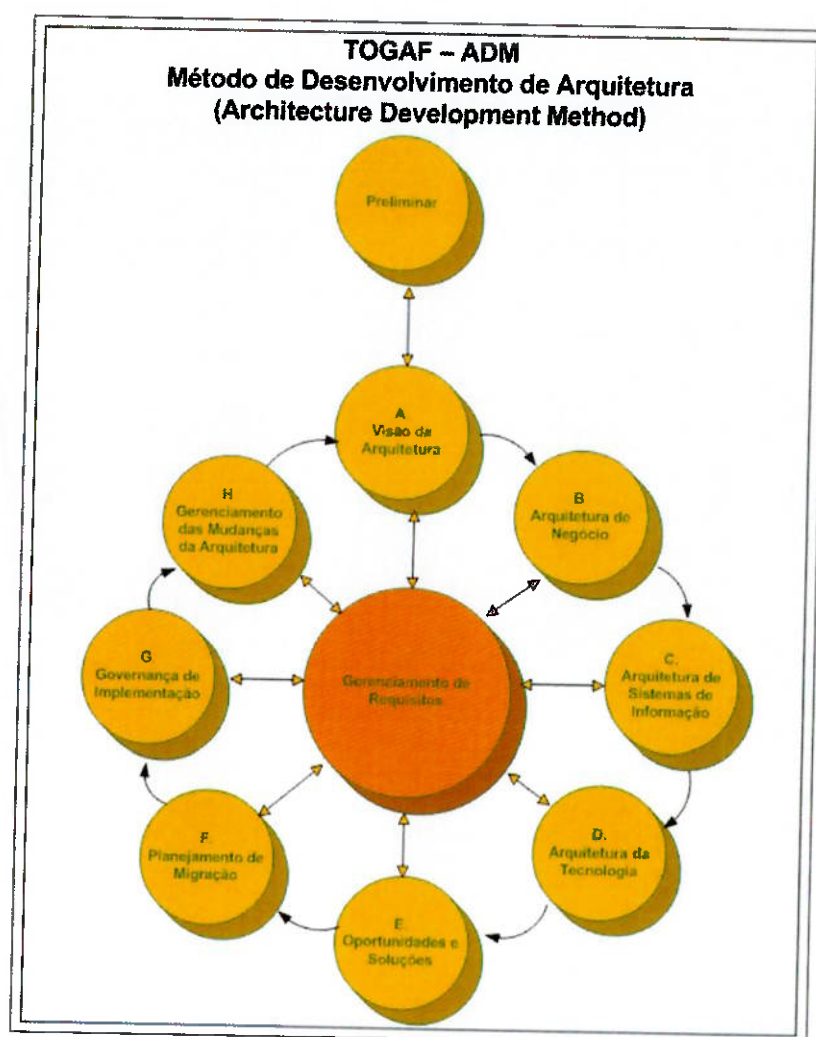 TOGAF – ADM
Método de Desenvolvimento de Arquitetura
(Architecture Development Method)
Preliminar
A
Visão da
Arquitetura
B
Arquitetura de
Negócio
C.
Arquitetura de
Sistemas de
Informação
D.
Arquitetura da
Tecnologia
E.
Oportunidades e
Soluções
F.
Planejamento de
Migração
G.
Governança de
Implementação
H
Gerenciamento
das Mudanças
da Arquitetura
Gerenciamento de
Requisitos